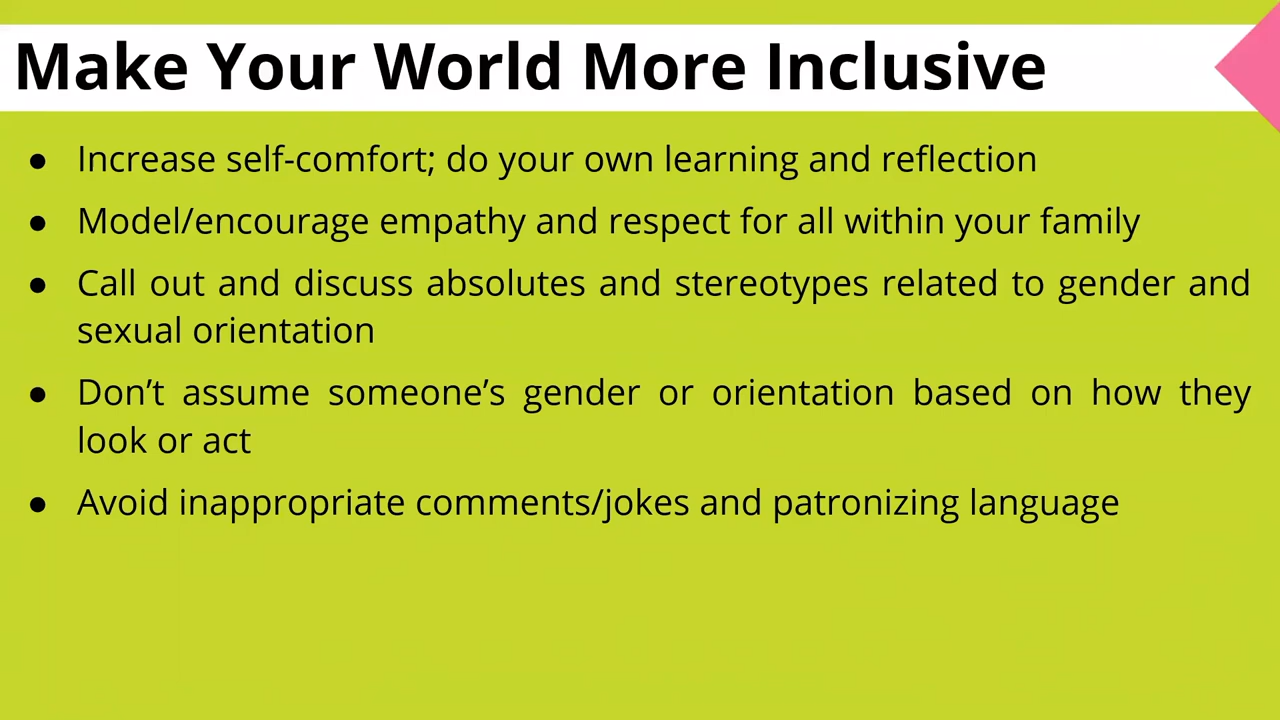 Make Your World More Inclusive
● Increase self-comfort; do your own learning and reflection
● Model/encourage empathy and respect for all within your family
● Call out and discuss absolutes and stereotypes related to gender and
sexual orientation
● Don’t assume someone’s gender or orientation based on how they
look or act
● Avoid inappropriate comments/jokes and patronizing language